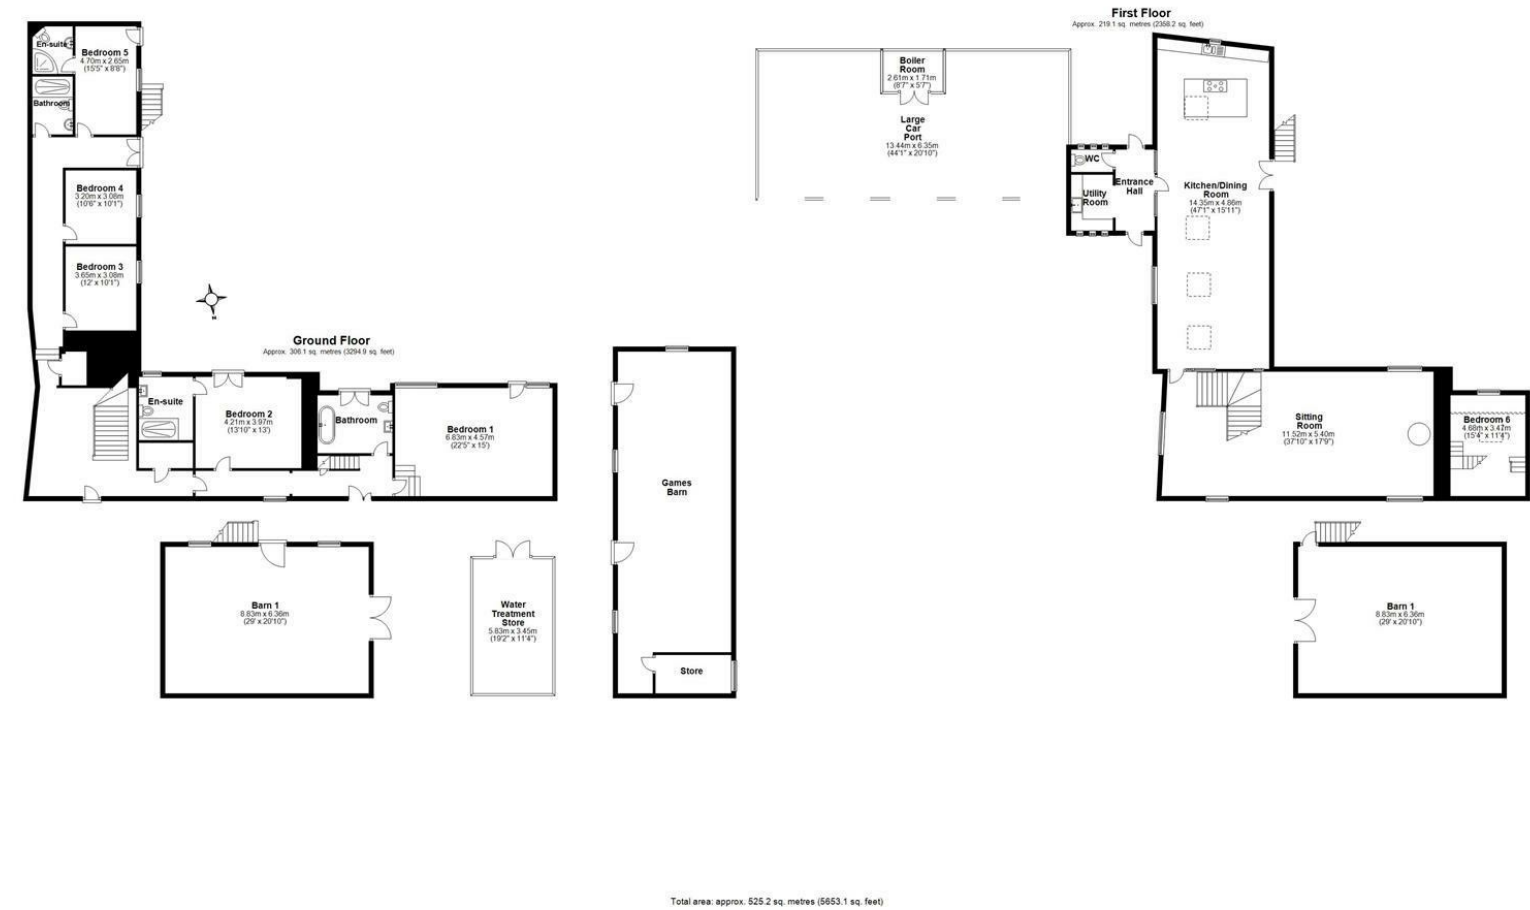 First Floor
Approx. 219.1 sq. metres (2358.2 sq. feet)
En-suite
Bedroom 5
4.70m x 2.65m
(15'5" x 8'8")
Bathroom
Bedroom 4
3.20m x 3.08m
(10'6" x 10'1")
Bedroom 3
3.65m x 3.08m
(12' x 10'1")
Ground Floor
Approx. 306.1 sq. metres (3294.9 sq. feet)
En-suite
Bedroom 2
4.21m x 3.97m
(13'10" x 13')
Bathroom
Bedroom 1
6.83m x 4.57m
(22'5" x 15')
Barn 1
8.83m x 6.36m
(29' x 20'10")
Water
Treatment
Store
5.83m x 3.45m
(19'2" x 11'4")
Games
Barn
Store
Boiler
Room
2.61m x 1.71m
(8'7" x 5'7")
Large
Car
Port
13.44m x 6.35m
(44'1" x 20'10")
WC
Utility
Room
Entrance
Hall
Kitchen/Dining
Room
14.35m x 4.86m
(47'1" x 15'11")
Sitting
Room
11.52m x 5.40m
(37'10" x 17'9")
Bedroom 6
4.68m x 3.47m
(15'4" x 11'4")
Barn 1
8.83m x 6.36m
(29' x 20'10")
Total area: approx. 525.2 sq. metres (5653.1 sq. feet)